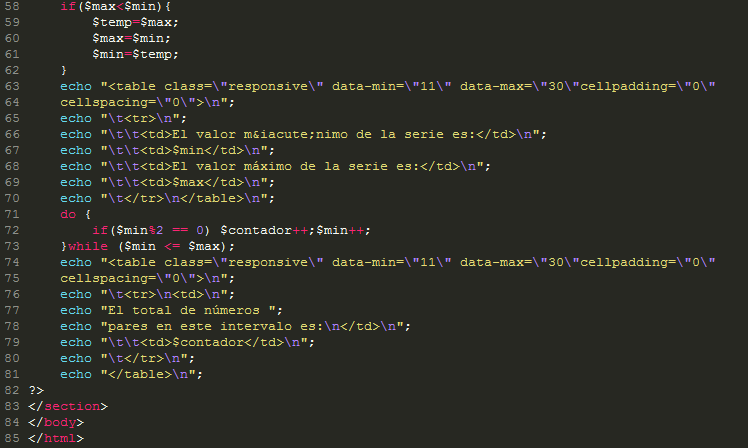 58     if($max<$min){
59         $temp=$max;
60         $max=$min;
61         $min=$temp;
62     }
63     echo "<table class=\"responsive\" data-min=\"11\" data-max=\"30\"cellpadding=\"0\"
64     cellspacing=\"0\">\n";
65     echo "\t<tr>\n";
66     echo "\t\t<td>El valor m&iacute;nimo de la serie es:</td>\n";
67     echo "\t\t<td>$min</td>\n";
68     echo "\t\t<td>El valor máximo de la serie es:</td>\n";
69     echo "\t\t<td>$max</td>\n";
70     echo "\t</tr>\n</table>\n";
71     do {
72         if($min%2 == 0) $contador++;$min++;
73     }while ($min <= $max);
74     echo "<table class=\"responsive\" data-min=\"11\" data-max=\"30\"cellpadding=\"0\"
75     cellspacing=\"0\">\n";
76     echo "\t<tr>\n<td>\n";
77     echo "El total de números ";
78     echo "pares en este intervalo es:\n</td>\n";
79     echo "\t\t<td>$contador</td>\n";
80     echo "\t</tr>\n";
81     echo "</table>\n";
82 ?>
83 </section>
84 </body>
85 </html>